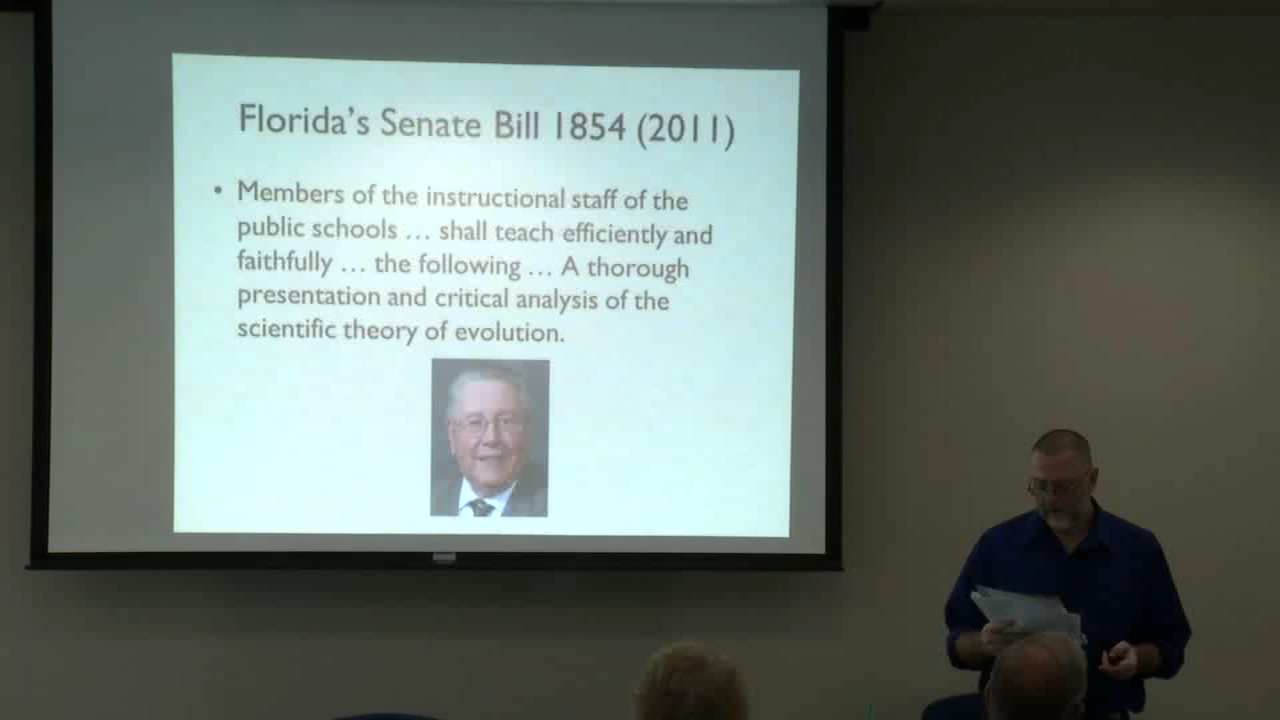 Florida's Senate Bill 1854 (2011)
• Members of the instructional staff of the
public schools … shall teach efficiently and
faithfully … the following … A thorough
presentation and critical analysis of the
scientific theory of evolution.